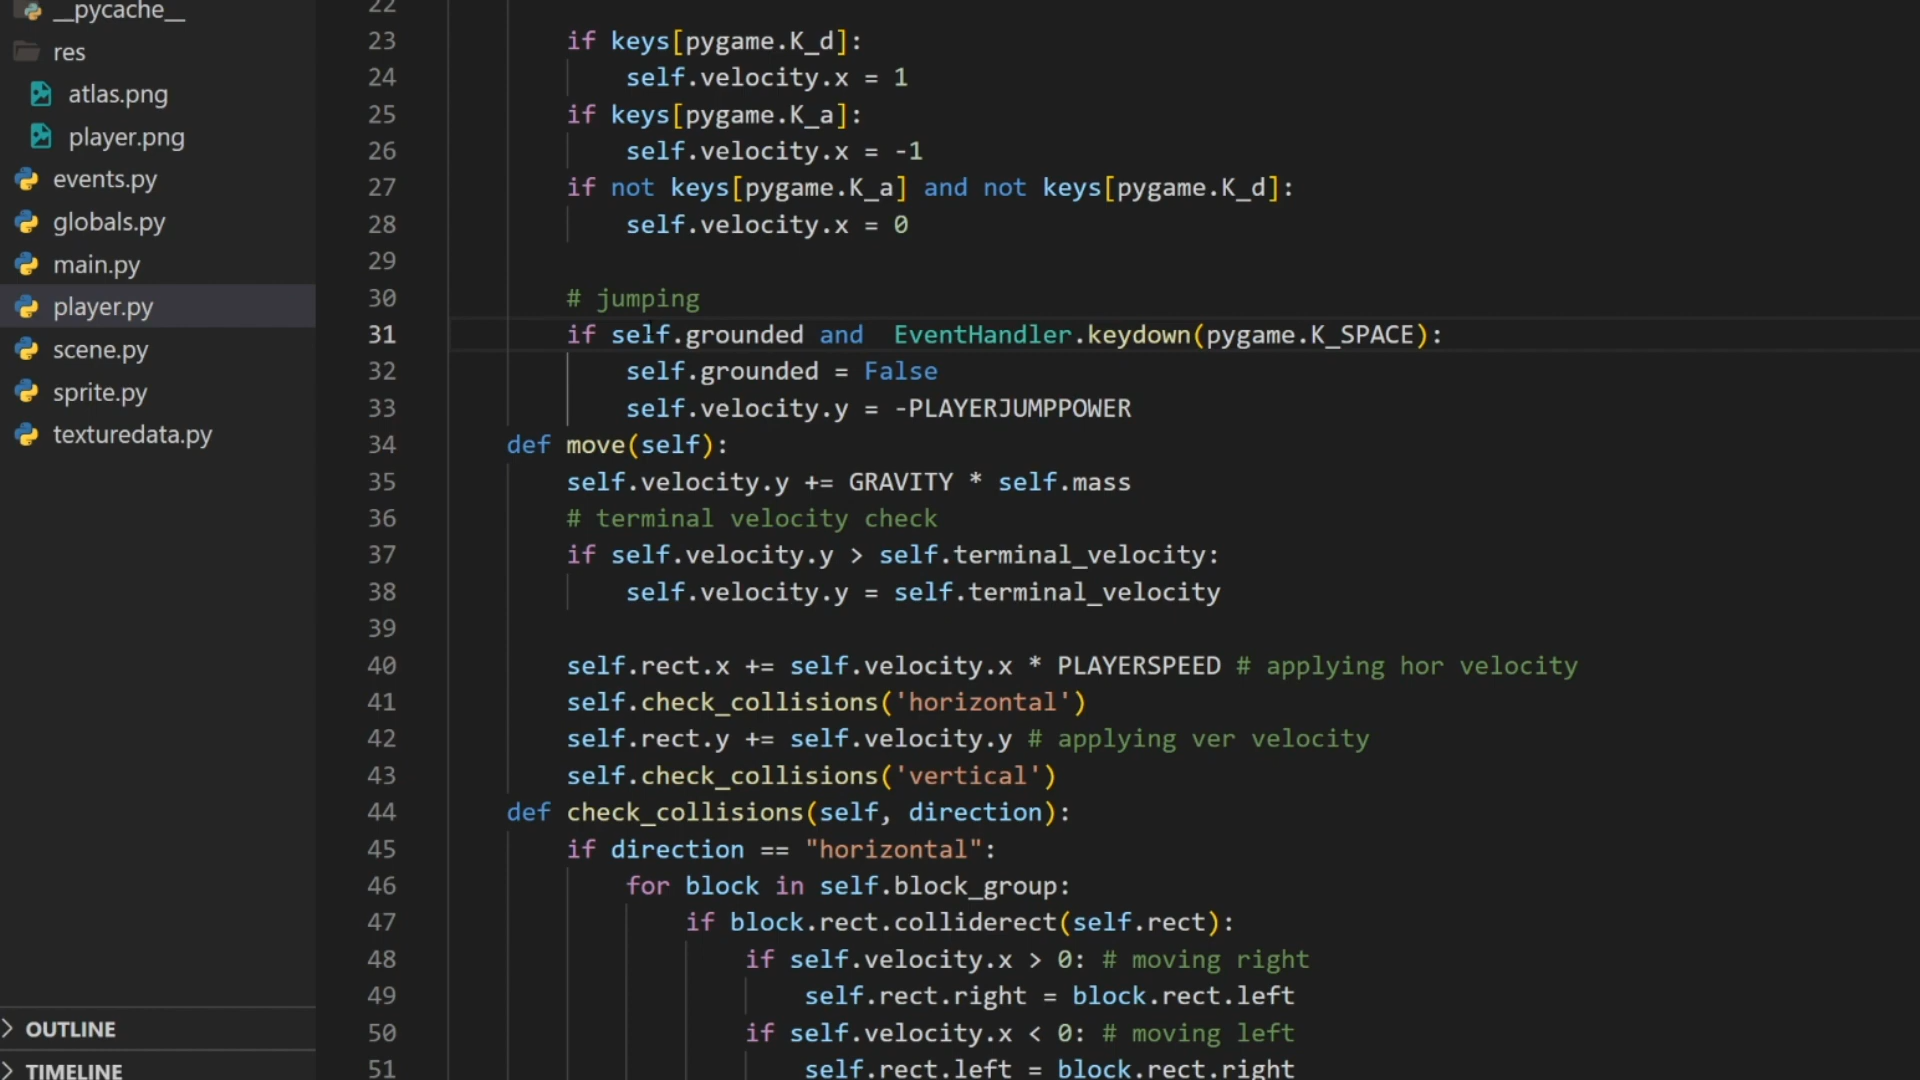 __pycache__
res
atlas.png
player.png
events.py
globals.py
main.py
player.py
scene.py
sprite.py
texturedata.py
OUTLINE
TIMELINE
22
23 if keys[pygame.K_d]:
24 self.velocity.x = 1
25 if keys[pygame.K_a]:
26 self.velocity.x = -1
27 if not keys[pygame.K_a] and not keys[pygame.K_d]:
28 self.velocity.x = 0
29
30 # jumping
31 if self.grounded and  EventHandler.keydown(pygame.K_SPACE):
32 self.grounded = False
33 self.velocity.y = -PLAYERJUMPPOWER
34 def move(self):
35 self.velocity.y += GRAVITY * self.mass
36 # terminal velocity check
37 if self.velocity.y > self.terminal_velocity:
38 self.velocity.y = self.terminal_velocity
39
40 self.rect.x += self.velocity.x * PLAYERSPEED # applying hor velocity
41 self.check_collisions('horizontal')
42 self.rect.y += self.velocity.y # applying ver velocity
43 self.check_collisions('vertical')
44 def check_collisions(self, direction):
45 if direction == "horizontal":
46 for block in self.block_group:
47 if block.rect.colliderect(self.rect):
48 if self.velocity.x > 0: # moving right
49 self.rect.right = block.rect.left
50 if self.velocity.x < 0: # moving left
51 self.rect.left = block.rect.right